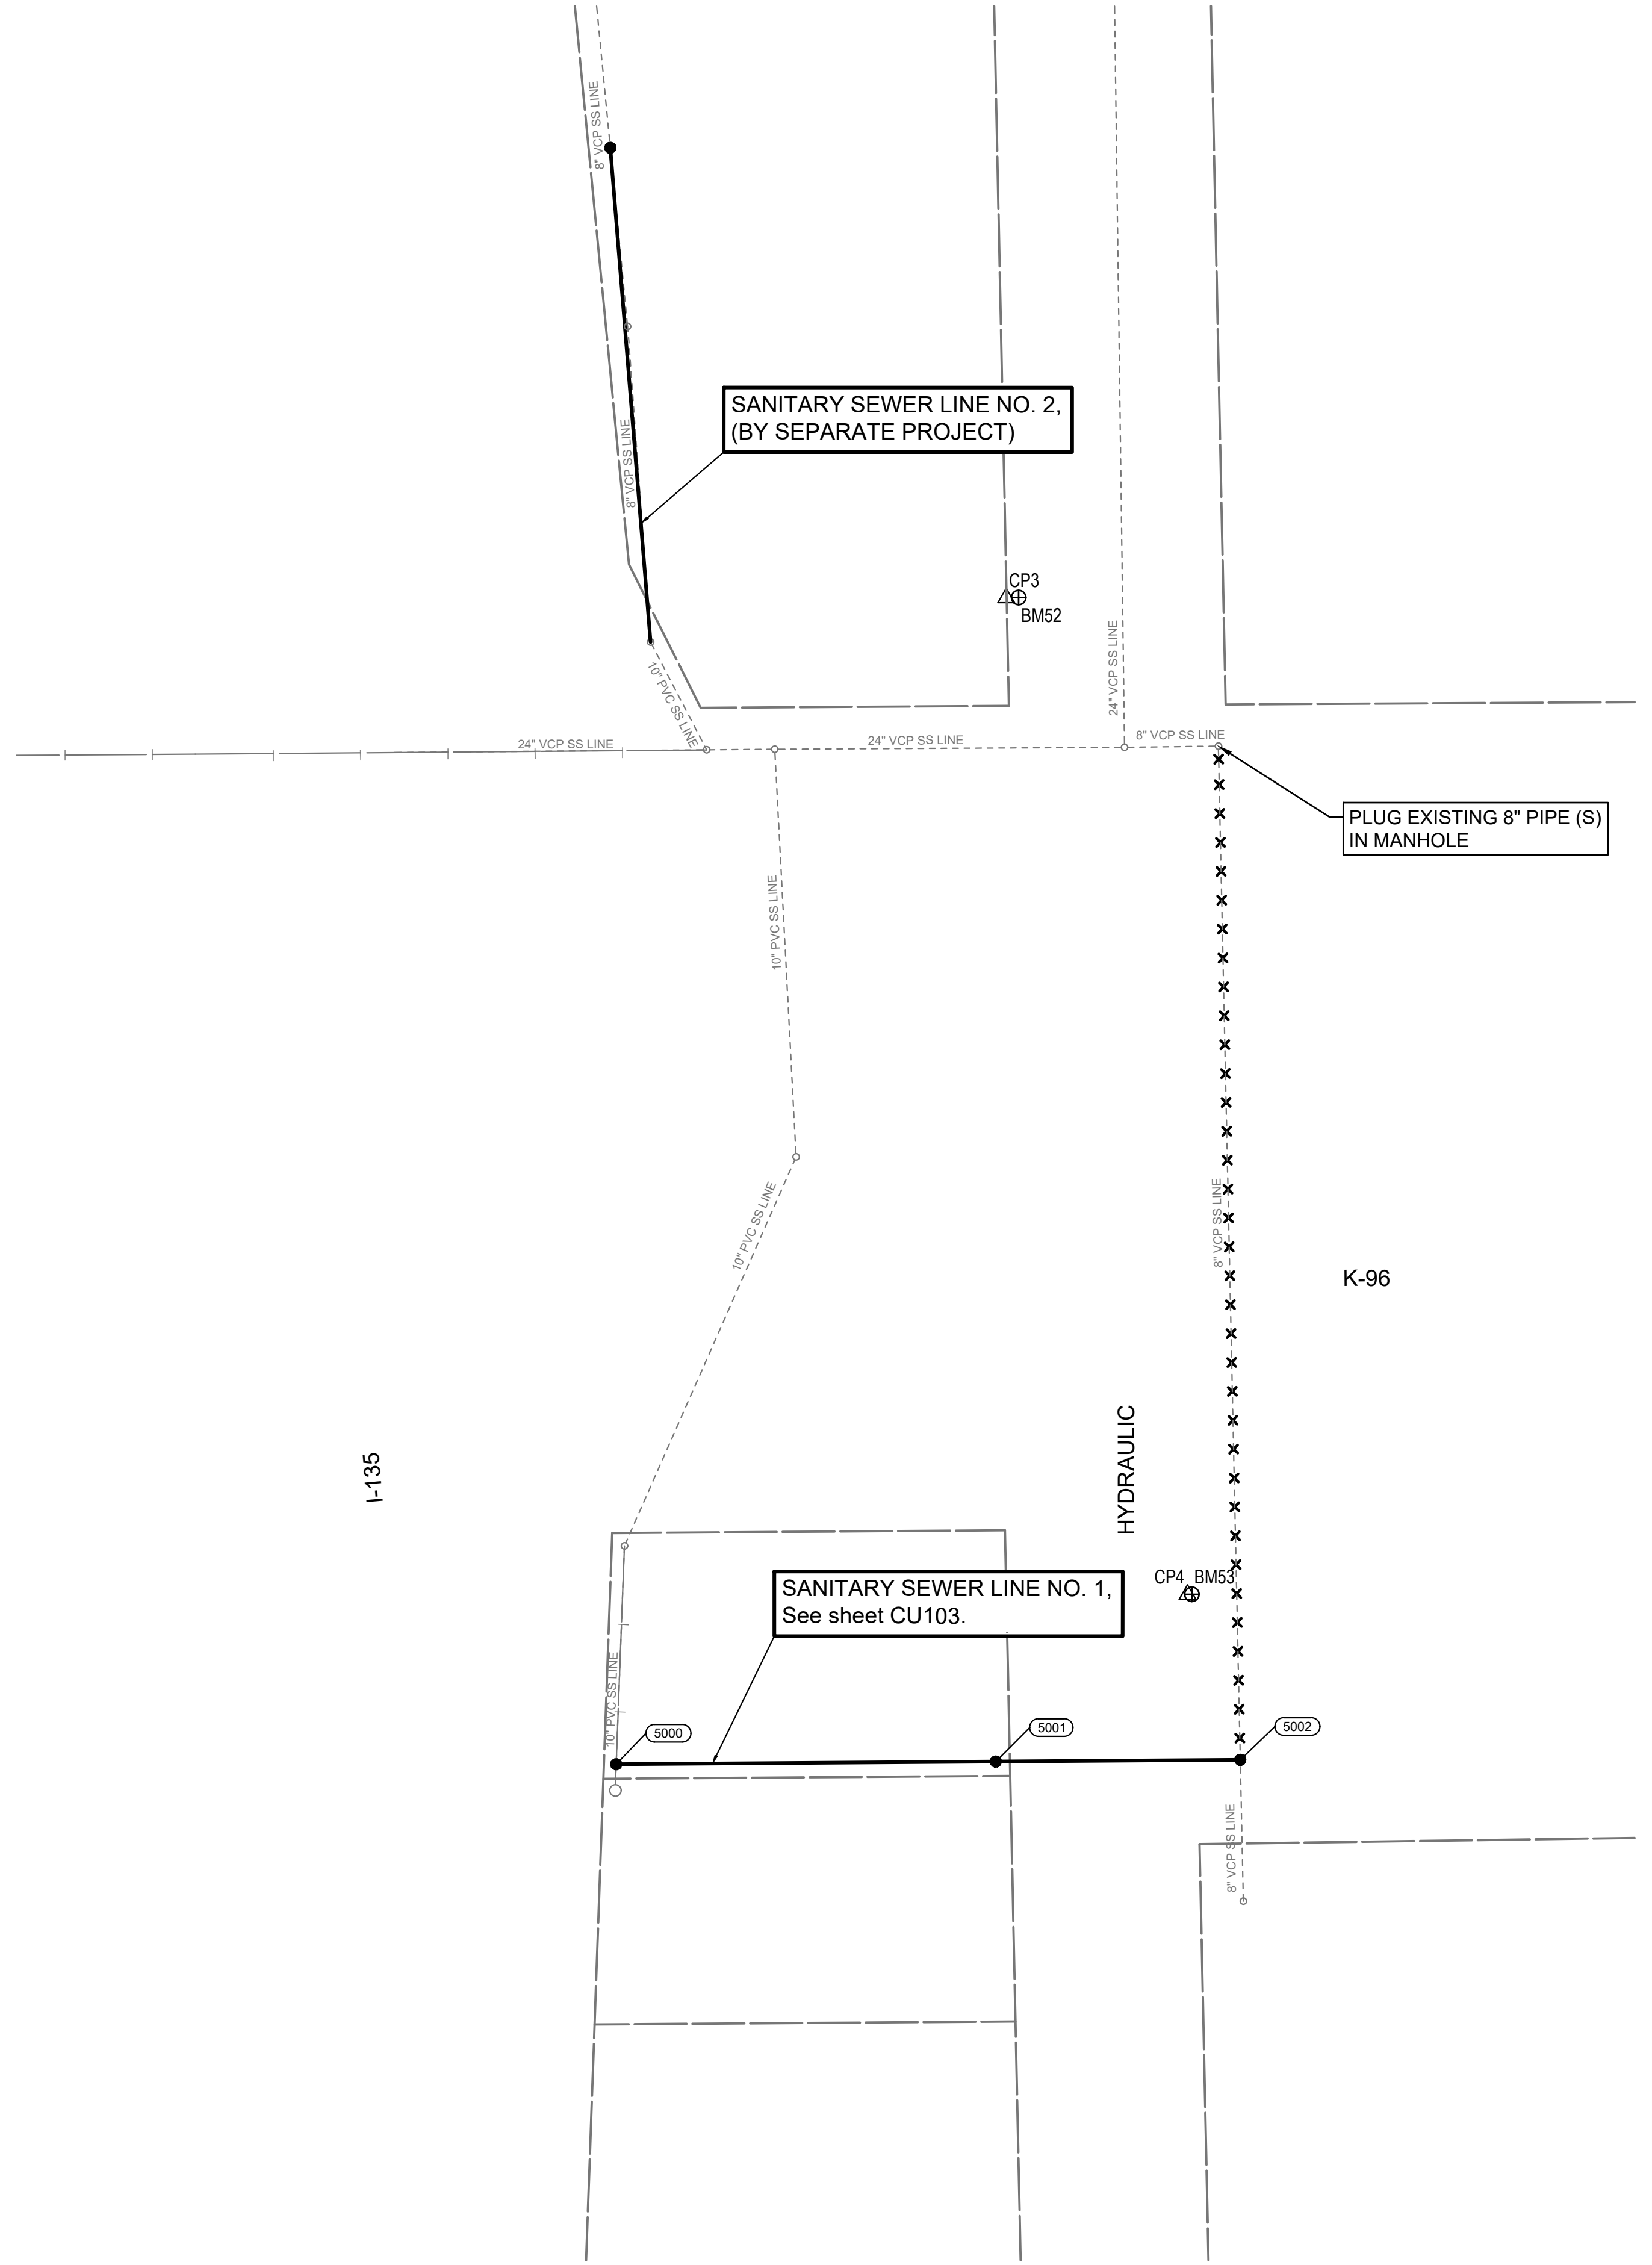 8" VCP SS LINE
SANITARY SEWER LINE NO. 2,
(BY SEPARATE PROJECT)
8" VCP SS LINE
CP3
BM52
24" VCP SS LINE
10" PVC SS LINE
24" VCP SS LINE
24" VCP SS LINE
8" VCP SS LINE
PLUG EXISTING 8" PIPE (S)
IN MANHOLE
10" PVC SS LINE
10" PVC SS LINE
8" VCP SS LINE
K-96
I-135
HYDRAULIC
CP4
BM53
SANITARY SEWER LINE NO. 1,
See sheet CU103.
10" PVC SS LINE
5000
5001
5002
8" VCP SS LINE